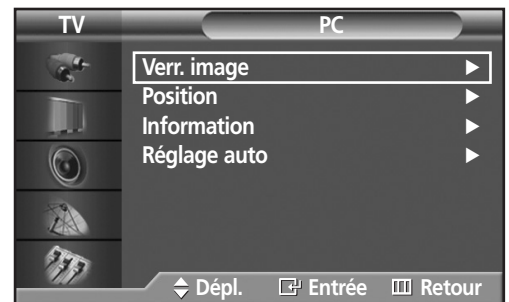 TV PC
Verr. image
Position
Information
Réglage auto
Dépl. Entrée Retour